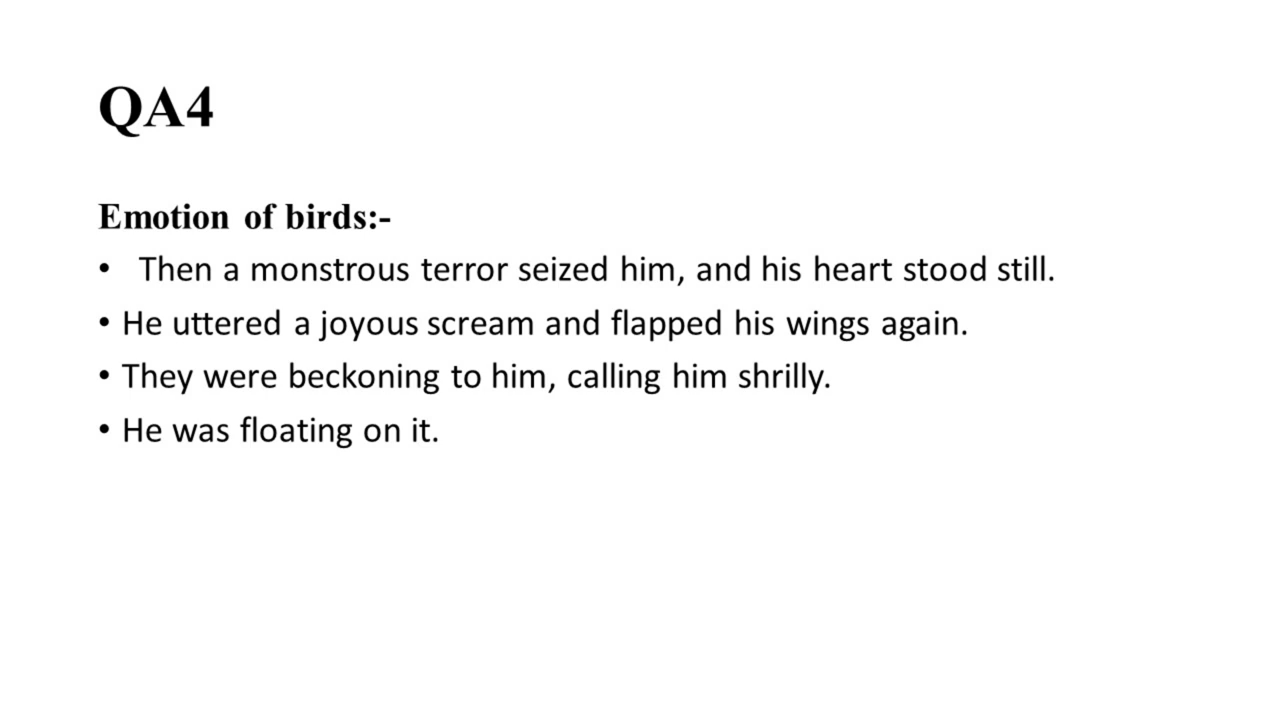 QA4
Emotion of birds:-
• Then a monstrous terror seized him, and his heart stood still.
• He uttered a joyous scream and flapped his wings again.
• They were beckoning to him, calling him shrilly.
• He was floating on it.